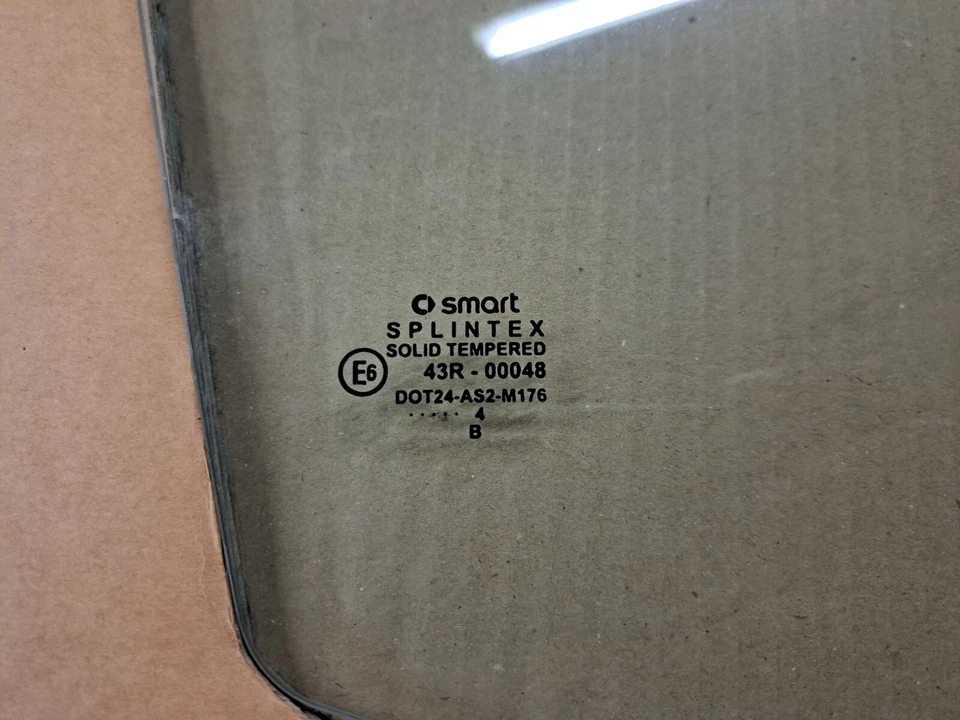 smart
SPLINTEX
SOLID TEMPERED
E6
43R - 00048
DOT24-AS2-M176
..... 4
B